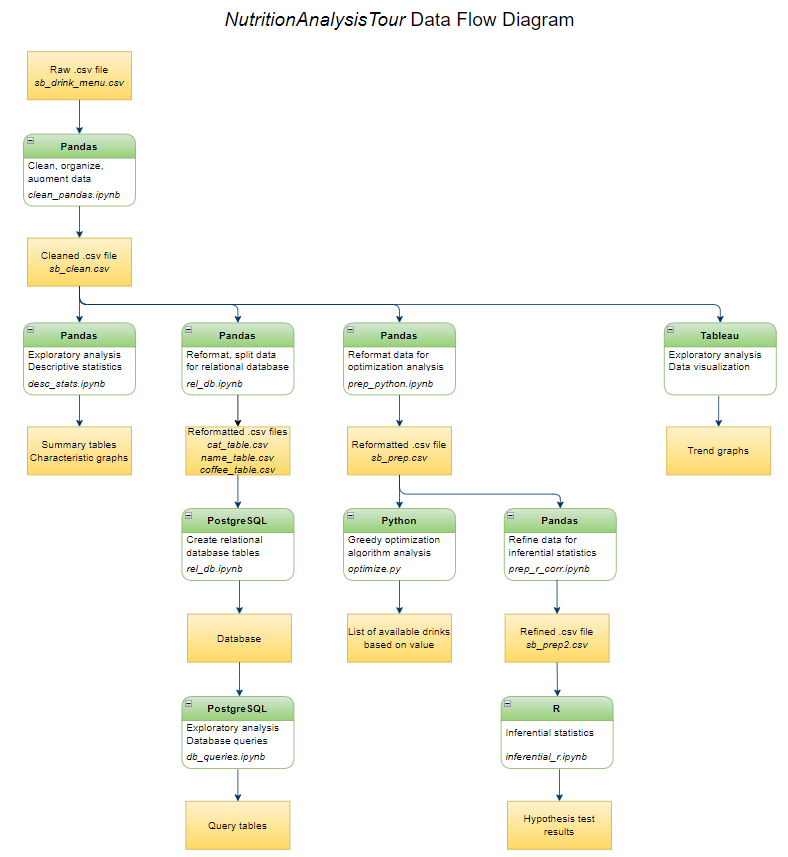 NutritionAnalysisTour Data Flow Diagram
Raw .csv file
sb_drink_menu.csv
Pandas
Clean, organize,
augment data
clean_pandas.ipynb
Cleaned .csv file
sb_clean.csv
Pandas
Exploratory analysis
Descriptive statistics
desc_stats.ipynb
Pandas
Reformat, split data
for relational database
rel_db.ipynb
Pandas
Reformat data for
optimization analysis
prep_python.ipynb
Tableau
Exploratory analysis
Data visualization
Summary tables
Characteristic graphs
Reformatted .csv files
cat_table.csv
name_table.csv
coffee_table.csv
Reformatted .csv file
sb_prep.csv
Trend graphs
PostgreSQL
Create relational
database tables
rel_db.ipynb
Python
Greedy optimization
algorithm analysis
optimize.py
Pandas
Refine data for
inferential statistics
prep_r_corr.ipynb
Database
List of available drinks
based on value
Refined .csv file
sb_prep2.csv
PostgreSQL
Exploratory analysis
Database queries
db_queries.ipynb
R
Inferential statistics
inferential_r.ipynb
Query tables
Hypothesis test
results